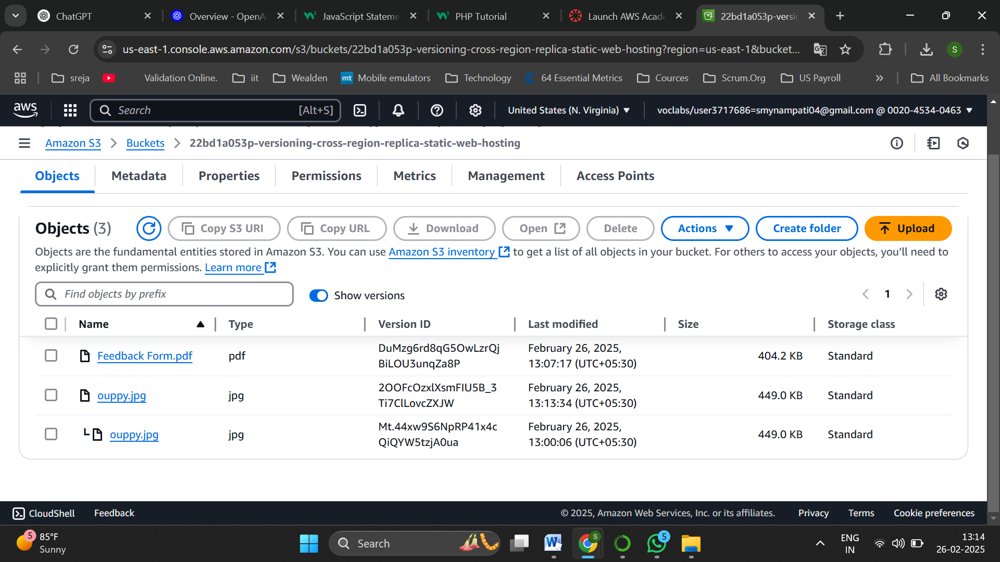 ChatGPT
Overview - OpenA
JavaScript Stateme
PHP Tutorial
Launch AWS Acade
22bd1a053p-versio
us-east-1.console.aws.amazon.com/s3/buckets/22bd1a053p-versioning-cross-region-replica-static-web-hosting?region=us-east-1&bucket...
S
sreja
Validation Online.
iit
Wealden
mt
Mobile emulators
Technology
64 Essential Metrics
Cources
Scrum.Org
US Payroll
All Bookmarks
aws
Search
[Alt+S]
United States (N. Virginia)
voclabs/user3717686=smynampati04@gmail.com @ 0020-4534-0463
Amazon S3
Buckets
22bd1a053p-versioning-cross-region-replica-static-web-hosting
Objects
Metadata
Properties
Permissions
Metrics
Management
Access Points
Objects (3)
Copy S3 URI
Copy URL
Download
Open
Delete
Actions
Create folder
Upload
Objects are the fundamental entities stored in Amazon S3. You can use Amazon S3 inventory to get a list of all objects in your bucket. For others to access your objects, you’ll need to
explicitly grant them permissions. Learn more
Find objects by prefix
Show versions
1
Name
Type
Version ID
Last modified
Size
Storage class
Feedback Form.pdf
pdf
DuMzg6rd8qG5OwLzrQj
BiLOU3unqZa8P
February 26, 2025,
13:07:17 (UTC+05:30)
404.2 KB
Standard
ouppy.jpg
jpg
2OOFcOzxlXsmFIU5B_3
Ti7ClLovcZXJW
February 26, 2025,
13:13:34 (UTC+05:30)
449.0 KB
Standard
ouppy.jpg
jpg
Mt.44xw9S6NpRP41x4c
QiQYW5tzjA0ua
February 26, 2025,
13:00:06 (UTC+05:30)
449.0 KB
Standard
CloudShell
Feedback
© 2025, Amazon Web Services, Inc. or its affiliates.
Privacy
Terms
Cookie preferences
5
85°F
Sunny
Search
S
5
ENG
IN
13:14
26-02-2025